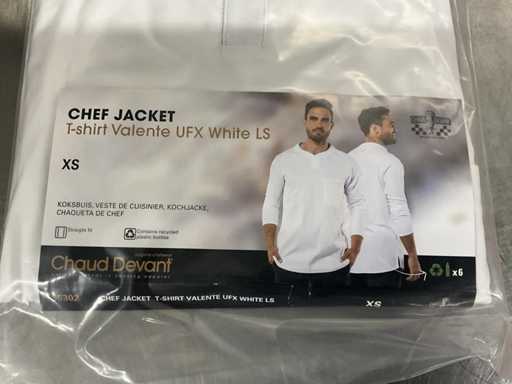 CHEF JACKET
T-shirt Valente UFX White LS
XS
KOKSBUIS, VESTE DE CUISINIER, KOCHJACKE,
CHAQUETA DE CHEF
Straight fit
Contains recycled
plastic bottles
Chaud Devant
x6
CHEF JACKET T-SHIRT VALENTE UFX WHITE LS
XS